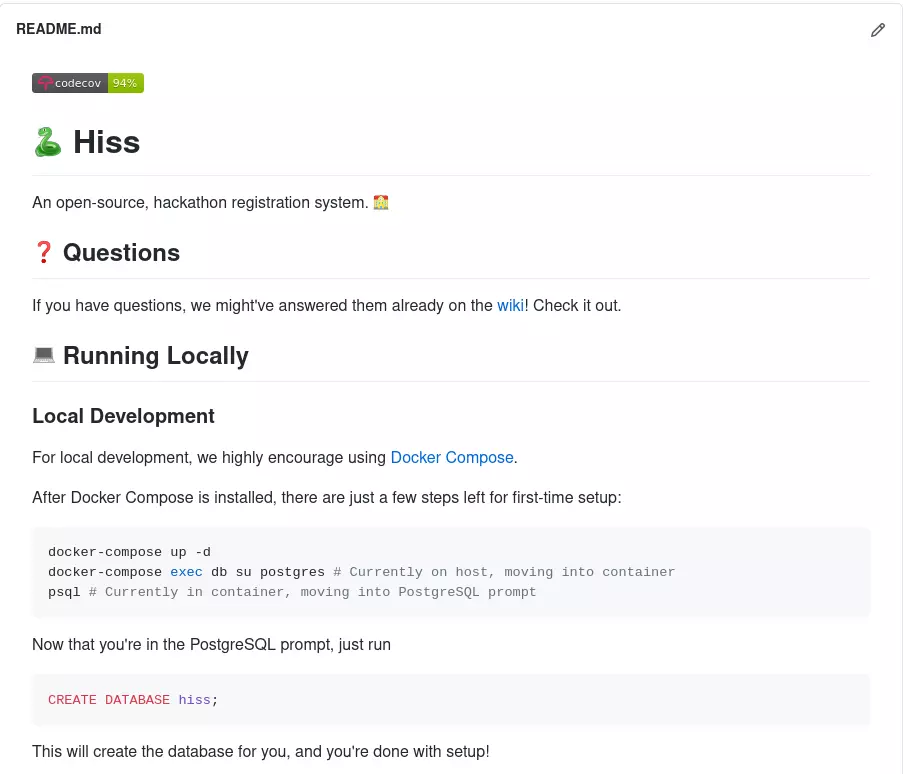 README.md
codecov 94%
🐍 Hiss
An open-source, hackathon registration system. 🏫
❓ Questions
If you have questions, we might've answered them already on the wiki! Check it out.
💻 Running Locally
Local Development
For local development, we highly encourage using Docker Compose.
After Docker Compose is installed, there are just a few steps left for first-time setup:
docker-compose up -d
docker-compose exec db su postgres # Currently on host, moving into container
psql # Currently in container, moving into PostgreSQL prompt
Now that you're in the PostgreSQL prompt, just run
CREATE DATABASE hiss;
This will create the database for you, and you're done with setup!